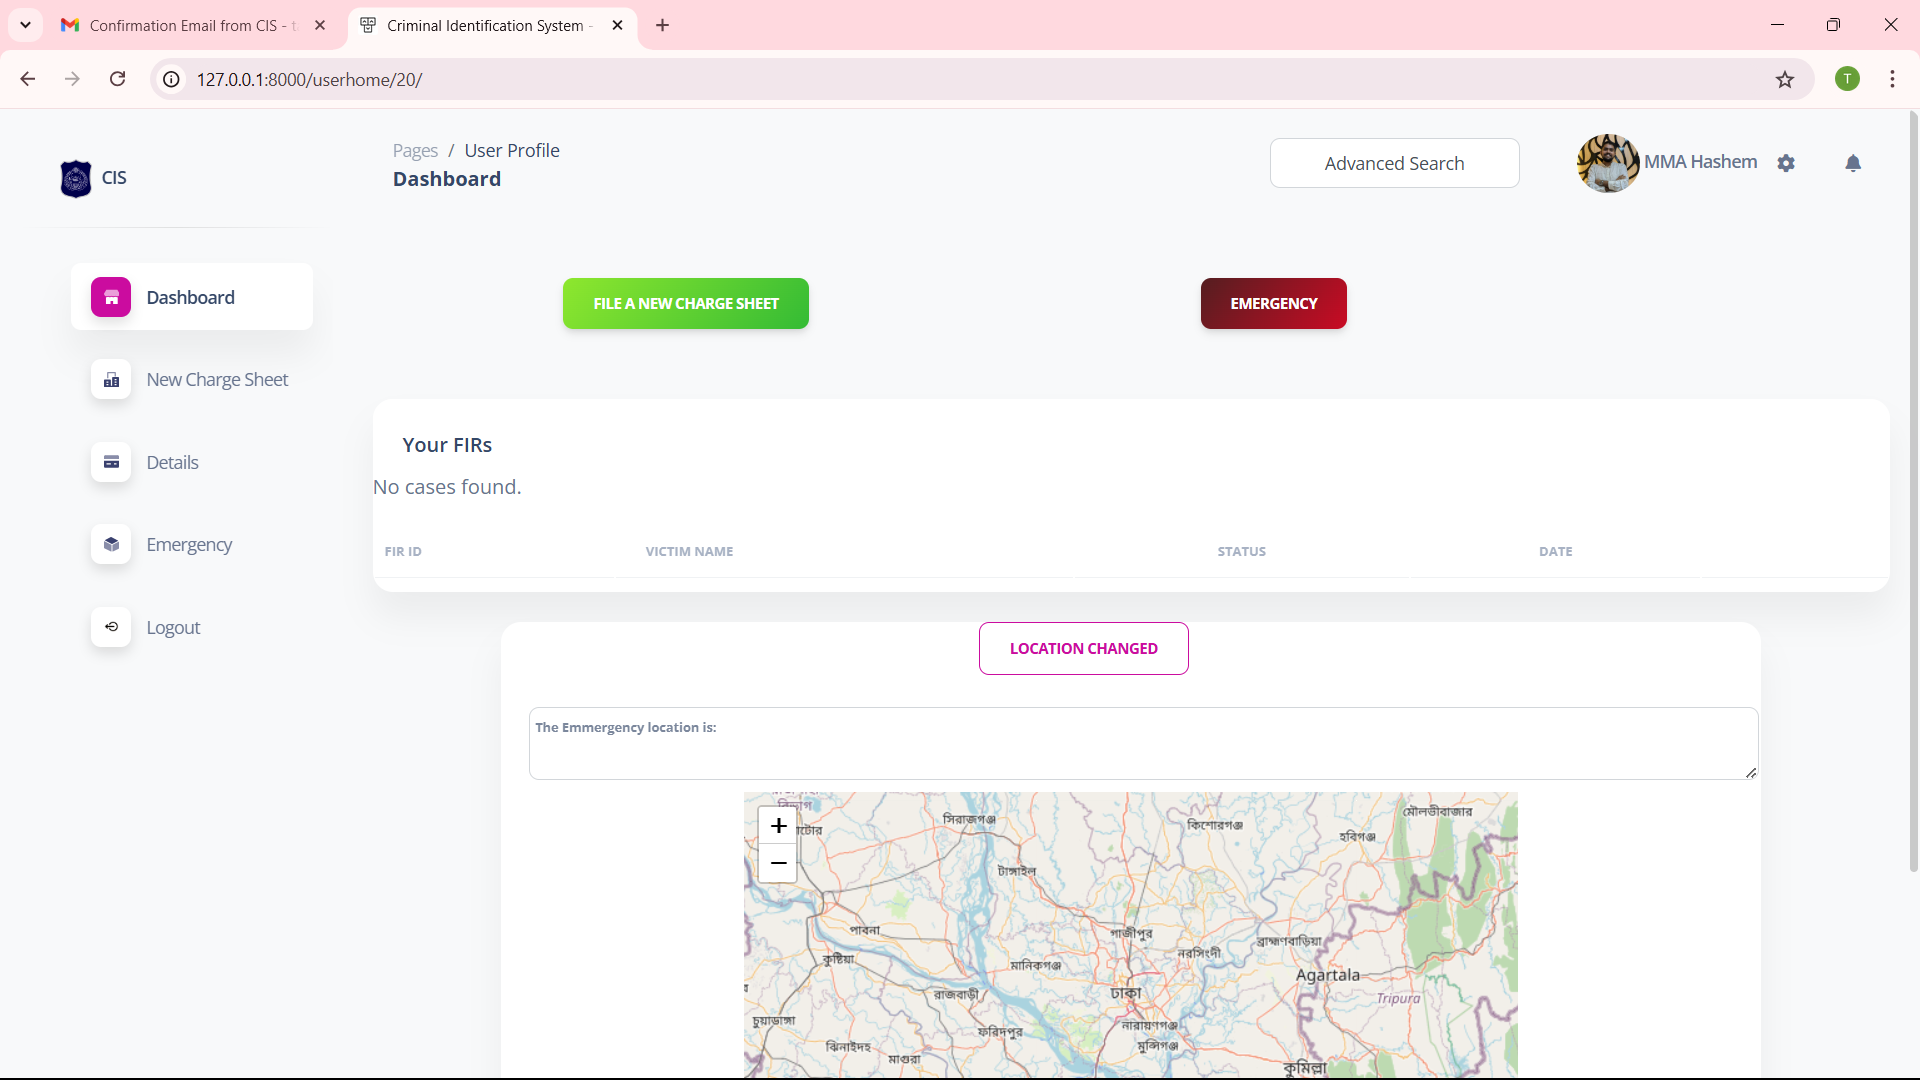 Confirmation Email from CIS - t
Criminal Identification System -
127.0.0.1:8000/userhome/20/
T
CIS
Pages / User Profile
Dashboard
Advanced Search
MMA Hashem
Dashboard
New Charge Sheet
Details
Emergency
Logout
FILE A NEW CHARGE SHEET
EMERGENCY
Your FIRs
No cases found.
FIR ID VICTIM NAME STATUS DATE
LOCATION CHANGED
The Emmergency location is:
+
−
বিভাগ
সিরাজগঞ্জ
কিশোরগঞ্জ
মৌলভীবাজার
হবিগঞ্জ
টাঙ্গাইল
পাবনা
গাজীপুর
ব্রাহ্মণবাড়িয়া
নরসিংদী
কুষ্টিয়া
মানিকগঞ্জ
Agartala
রাজবাড়ী
ঢাকা
Tripura
চুয়াডাঙ্গা
ফরিদপুর
নারায়ণগঞ্জ
ঝিনাইদহ
মুন্সিগঞ্জ
মাগুরা
কুমিল্লা